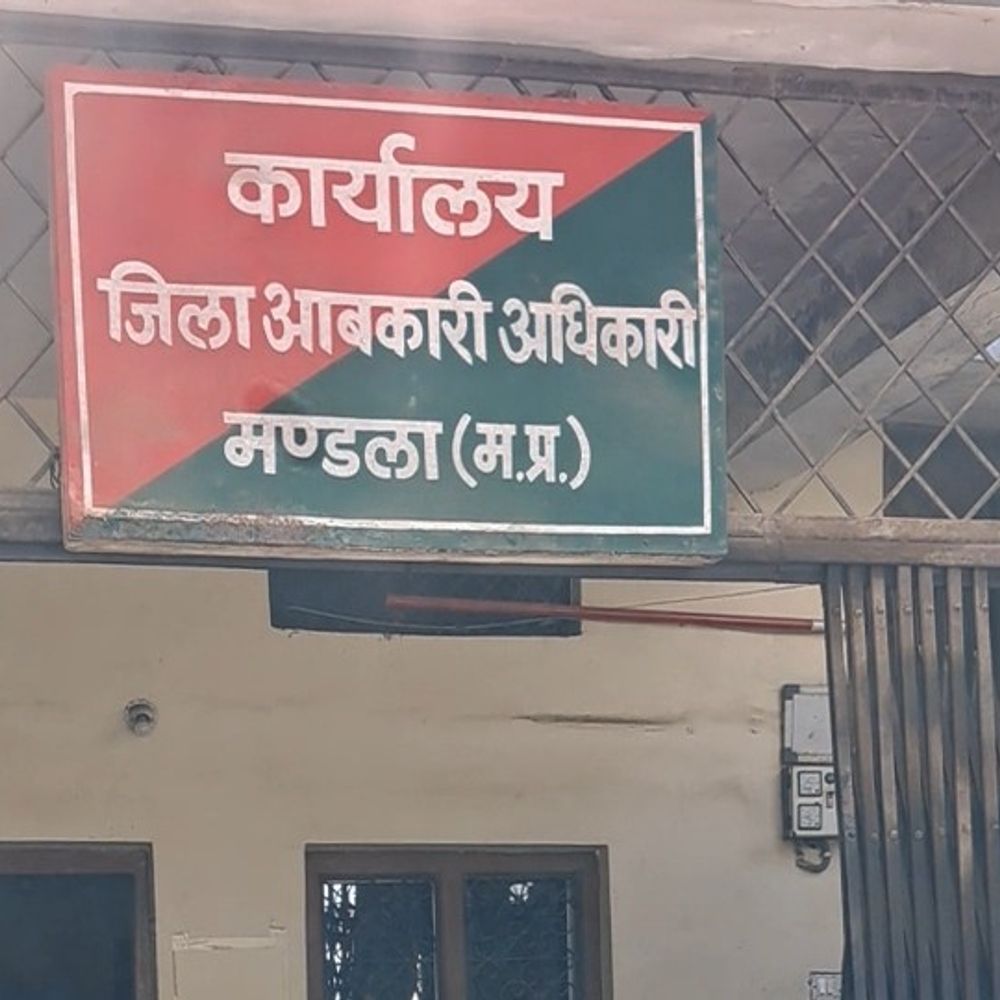 कार्यालय
जिला आबकारी अधिकारी
मण्डला (म.प्र.)